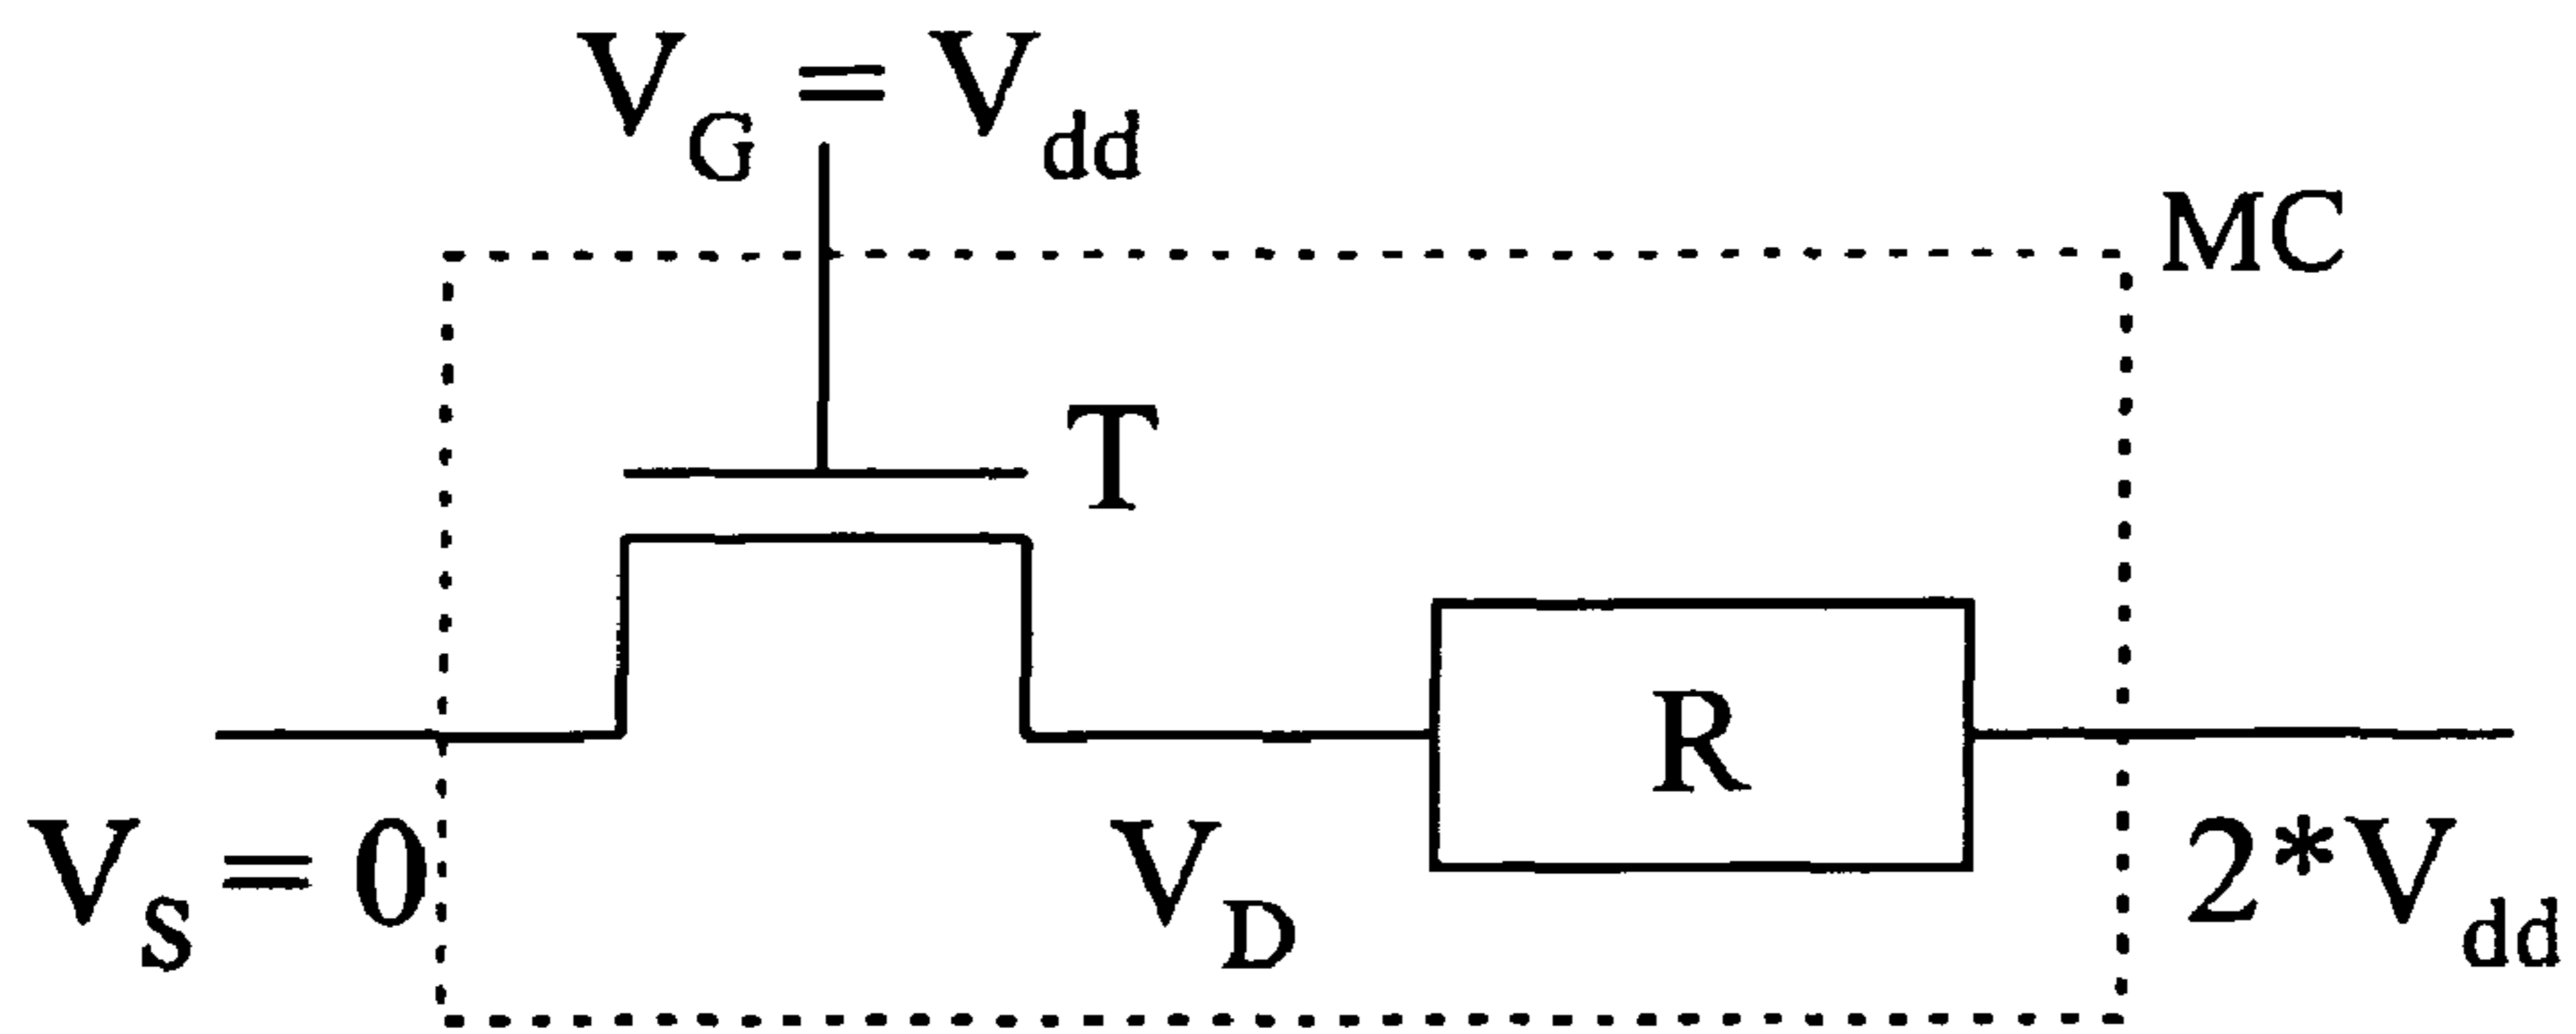 V_G = V_dd
MC
T
R
V_S = 0
V_D
2*V_dd